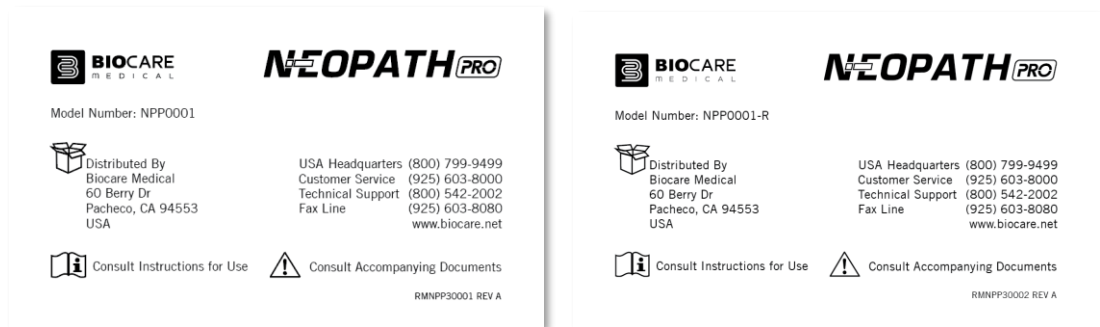 BIOCARE
MEDICAL
NEOPATH PRO
Model Number: NPP0001
Distributed By
Biocare Medical
60 Berry Dr
Pacheco, CA 94553
USA
USA Headquarters (800) 799-9499
Customer Service (925) 603-8000
Technical Support (800) 542-2002
Fax Line (925) 603-8080
www.biocare.net
Consult Instructions for Use
Consult Accompanying Documents
RMNPP30001 REV A
BIOCARE
MEDICAL
NEOPATH PRO
Model Number: NPP0001-R
Distributed By
Biocare Medical
60 Berry Dr
Pacheco, CA 94553
USA
USA Headquarters (800) 799-9499
Customer Service (925) 603-8000
Technical Support (800) 542-2002
Fax Line (925) 603-8080
www.biocare.net
Consult Instructions for Use
Consult Accompanying Documents
RMNPP30002 REV A